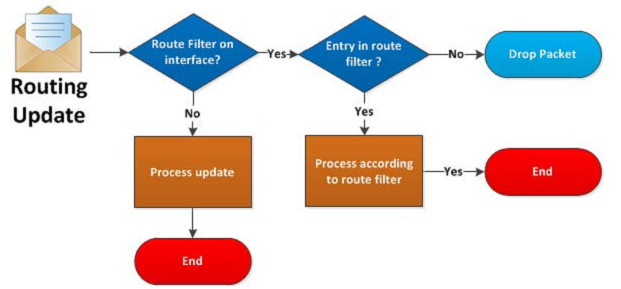 Routing
Update
Route Filter on
interface?
Yes
Entry in route
filter ?
No
Drop Packet
No
Yes
Process update
Process according
to route filter
Yes
End
End